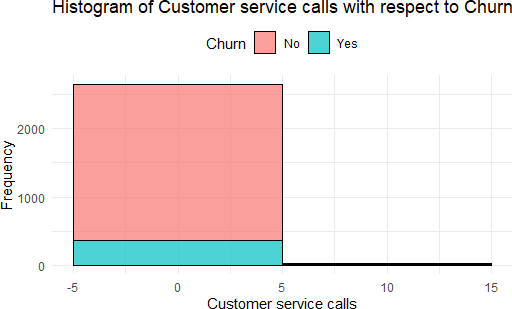 Histogram of Customer service calls with respect to Churn
Churn No Yes
Frequency
2000
1000
0
-5 0 5 10 15
Customer service calls